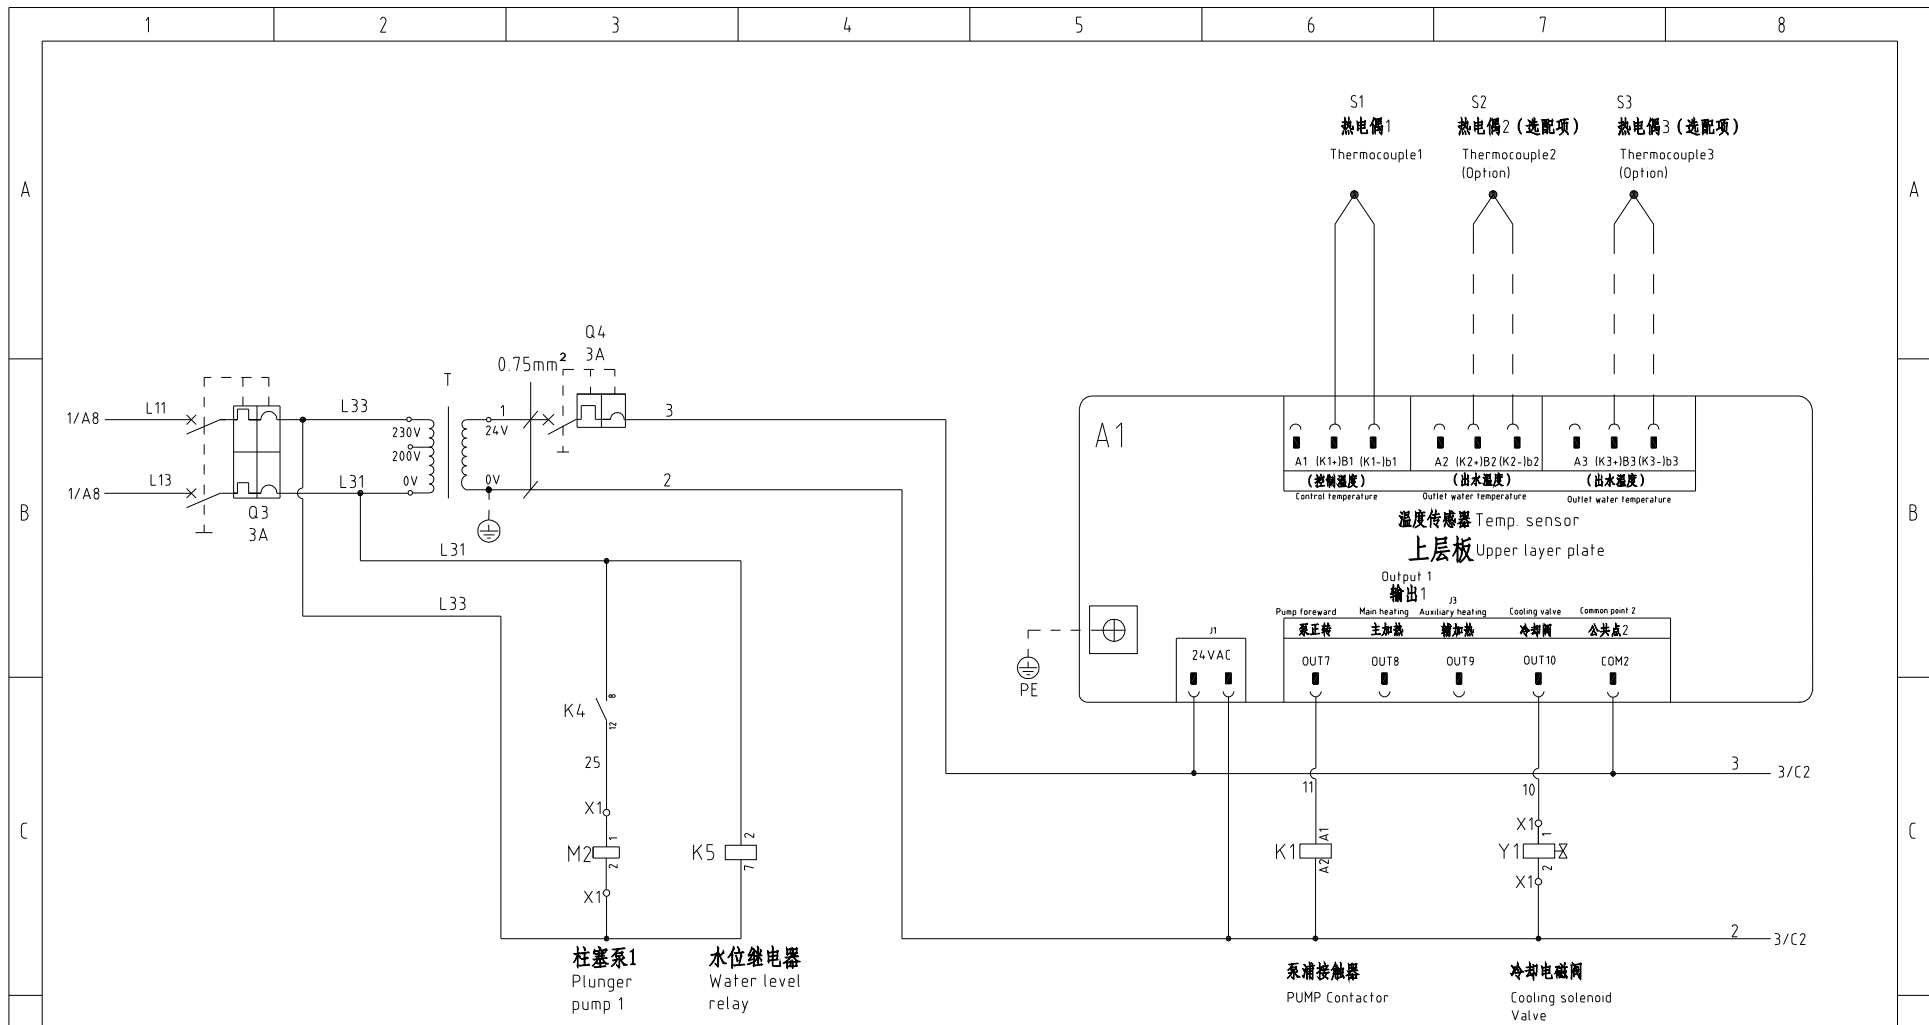 1 2 3 4 5 6 7 8
A
A
B
B
C
C
S1
热电偶1
Thermocouple1
S2
热电偶2（选配项）
Thermocouple2
(Option)
S3
热电偶3（选配项）
Thermocouple3
(Option)
Q4
3A
0.75mm²
T
1/A8
L11
L33
230V
200V
0V
1
24V
0V
3
2
1/A8
L13
L31
Q3
3A
L31
L33
A1
A1 (K1+)B1 (K1-)b1
A2 (K2+)B2 (K2-)b2
A3 (K3+)B3 (K3-)b3
（控制温度）
Control temperature
（出水温度）
Outlet water temperature
（出水温度）
Outlet water temperature
温度传感器 Temp. sensor
上层板 Upper layer plate
Output 1
输出1
J3
Pump foreward
Main heating
Auxiliary heating
Cooling valve
Common point 2
泵正转
主加热
辅加热
冷却阀
公共点2
OUT7
OUT8
OUT9
OUT10
COM2
J1
24VAC
PE
K4
8
12
25
X1
M2
1
2
X1
K5
2
7
3
3/C2
11
K1
A1
A2
10
X1
Y1
1
2
X1
2
3/C2
柱塞泵1
Plunger
pump 1
水位继电器
Water level
relay
泵浦接触器
PUMP Contactor
冷却电磁阀
Cooling solenoid
Valve